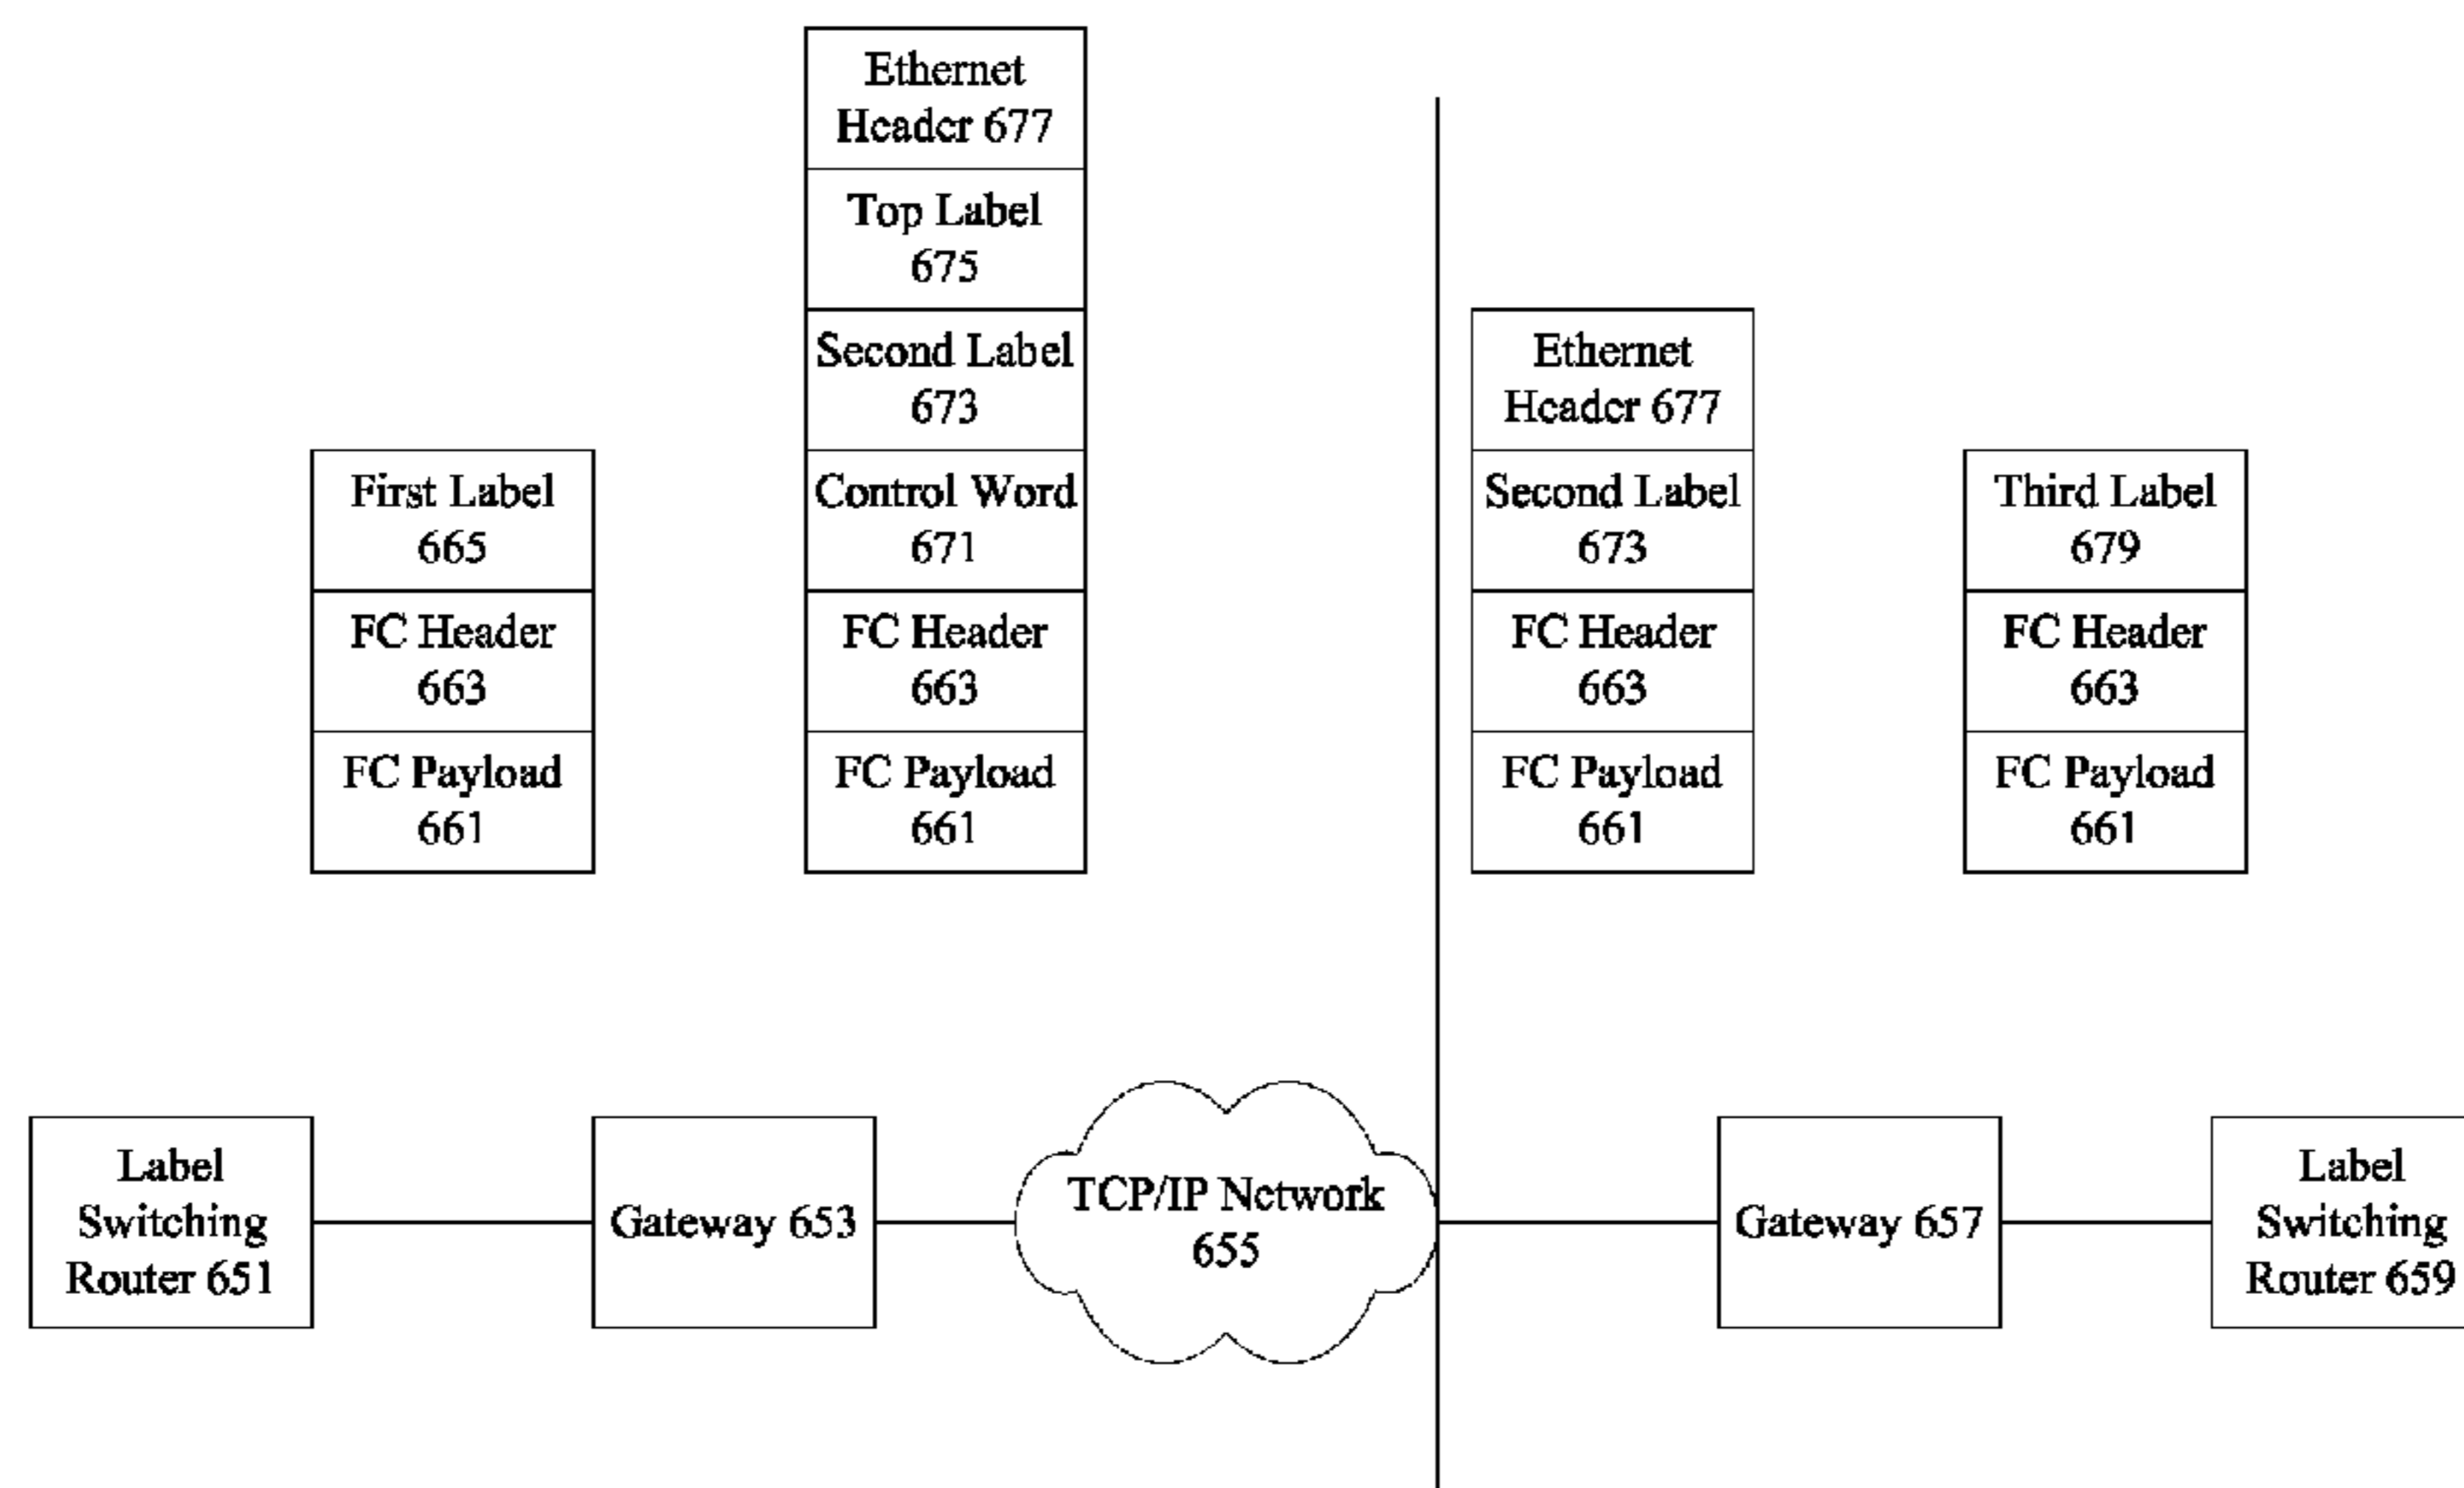 Ethernet
Header 677
Top Label
675
Second Label
673
Control Word
671
FC Header
663
FC Payload
661
First Label
665
FC Header
663
FC Payload
661
Ethernet
Header 677
Second Label
673
FC Header
663
FC Payload
661
Third Label
679
FC Header
663
FC Payload
661
Label
Switching
Router 651
Gateway 653
TCP/IP Network
655
Gateway 657
Label
Switching
Router 659